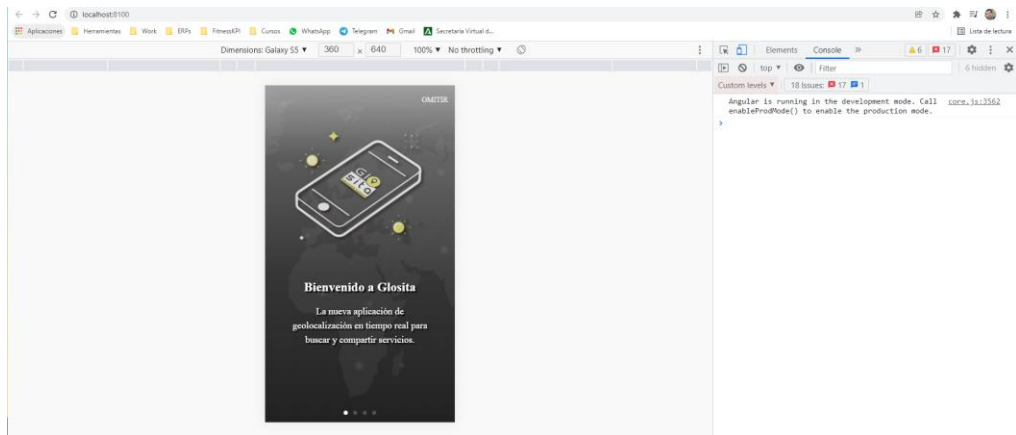 localhost:8100
Aplicaciones Herramientas Work ERPs FitnessKPI Cursos WhatsApp Telegram Gmail Secretaría Virtual d... Lista de lectura
Dimensions: Galaxy S5 ▼ 360 x 640 100% ▼ No throttling ▼
Elements Console » 6 17
top ▼ Filter 6 hidden
Custom levels ▼ 18 Issues: 17 1
Angular is running in the development mode. Call core.js:3562
enableProdMode() to enable the production mode.
OMITIR
Glo
sita
Bienvenido a Glosita
La nueva aplicación de
geolocalización en tiempo real para
buscar y compartir servicios.